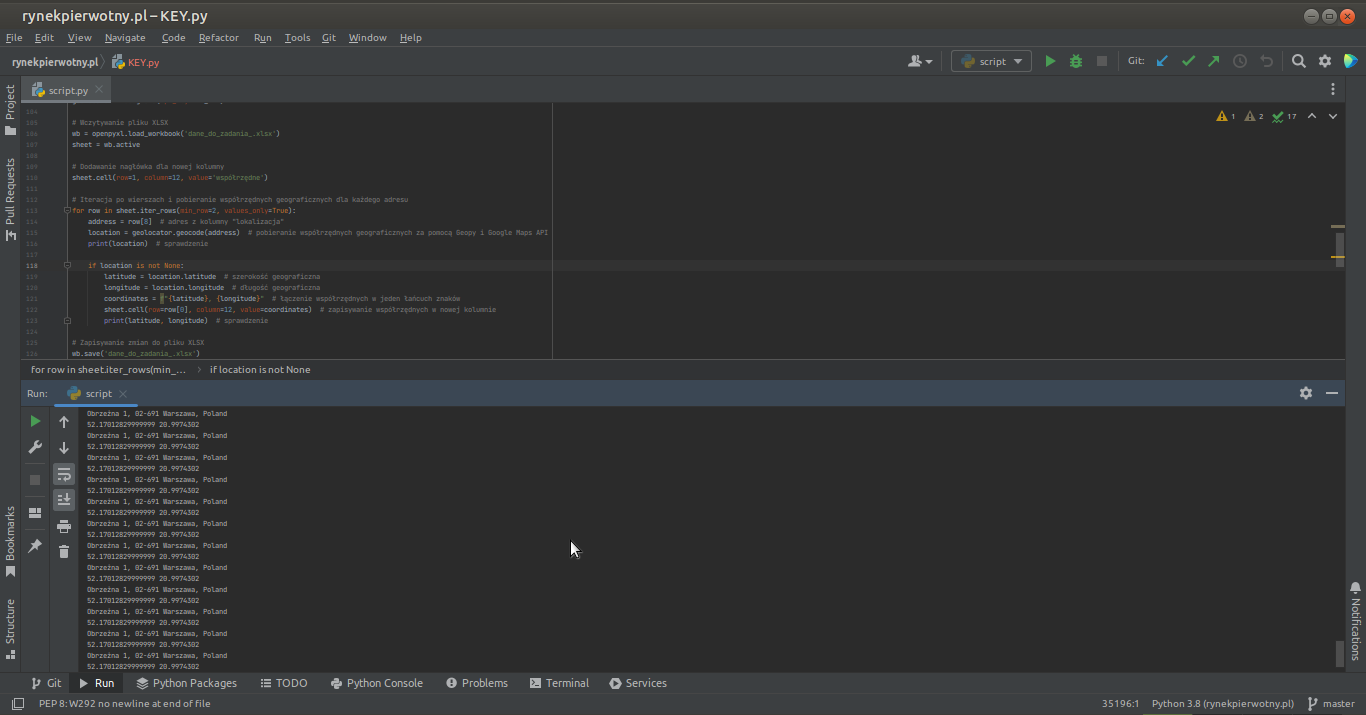 rynekpierwotny.pl – KEY.py
File Edit View Navigate Code Refactor Run Tools Git Window Help
rynekpierwotny.pl KEY.py script Git:
script.py
Project
Pull Requests
Bookmarks
Structure
Notifications
1 2 17
104
105 # Wczytywanie pliku XLSX
106 wb = openpyxl.load_workbook('dane_do_zadania_.xlsx')
107 sheet = wb.active
108
109 # Dodawanie nagłówka dla nowej kolumny
110 sheet.cell(row=1, column=12, value='współrzędne')
111
112 # Iteracja po wierszach i pobieranie współrzędnych geograficznych dla każdego adresu
113 for row in sheet.iter_rows(min_row=2, values_only=True):
114 address = row[8] # adres z kolumny "lokalizacja"
115 location = geolocator.geocode(address) # pobieranie współrzędnych geograficznych za pomocą Geopy i Google Maps API
116 print(location) # sprawdzenie
117
118 if location is not None:
119 latitude = location.latitude # szerokość geograficzna
120 longitude = location.longitude # długość geograficzna
121 coordinates = f"{latitude}, {longitude}" # łączenie współrzędnych w jeden łańcuch znaków
122 sheet.cell(row=row[0], column=12, value=coordinates) # zapisywanie współrzędnych w nowej kolumnie
123 print(latitude, longitude) # sprawdzenie
124
125 # Zapisywanie zmian do pliku XLSX
126 wb.save('dane_do_zadania_.xlsx')
for row in sheet.iter_rows(min_... › if location is not None
Run: script
Obrzeżna 1, 02-691 Warszawa, Poland
52.17012829999999 20.9974302
Obrzeżna 1, 02-691 Warszawa, Poland
52.17012829999999 20.9974302
Obrzeżna 1, 02-691 Warszawa, Poland
52.17012829999999 20.9974302
Obrzeżna 1, 02-691 Warszawa, Poland
52.17012829999999 20.9974302
Obrzeżna 1, 02-691 Warszawa, Poland
52.17012829999999 20.9974302
Obrzeżna 1, 02-691 Warszawa, Poland
52.17012829999999 20.9974302
Obrzeżna 1, 02-691 Warszawa, Poland
52.17012829999999 20.9974302
Obrzeżna 1, 02-691 Warszawa, Poland
52.17012829999999 20.9974302
Obrzeżna 1, 02-691 Warszawa, Poland
52.17012829999999 20.9974302
Obrzeżna 1, 02-691 Warszawa, Poland
52.17012829999999 20.9974302
Obrzeżna 1, 02-691 Warszawa, Poland
52.17012829999999 20.9974302
Obrzeżna 1, 02-691 Warszawa, Poland
52.17012829999999 20.9974302
Git Run Python Packages TODO Python Console Problems Terminal Services
PEP 8: W292 no newline at end of file 35196:1 Python 3.8 (rynekpierwotny.pl) master